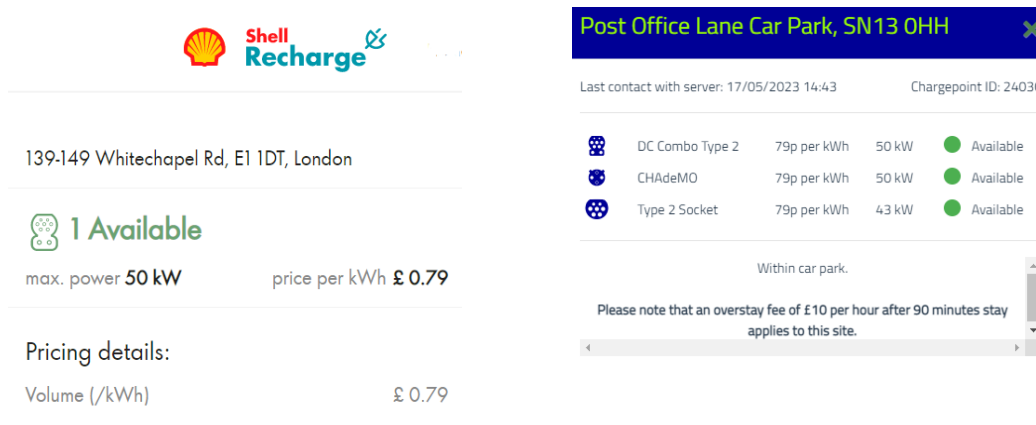 Shell
Recharge
139-149 Whitechapel Rd, E1 1DT, London
1 Available
max. power 50 kW price per kWh £ 0.79
Pricing details:
Volume (/kWh) £ 0.79
Post Office Lane Car Park, SN13 0HH
Last contact with server: 17/05/2023 14:43 Chargepoint ID: 2403
DC Combo Type 2 79p per kWh 50 kW Available
CHAdeMO 79p per kWh 50 kW Available
Type 2 Socket 79p per kWh 43 kW Available
Within car park.
Please note that an overstay fee of £10 per hour after 90 minutes stay
applies to this site.